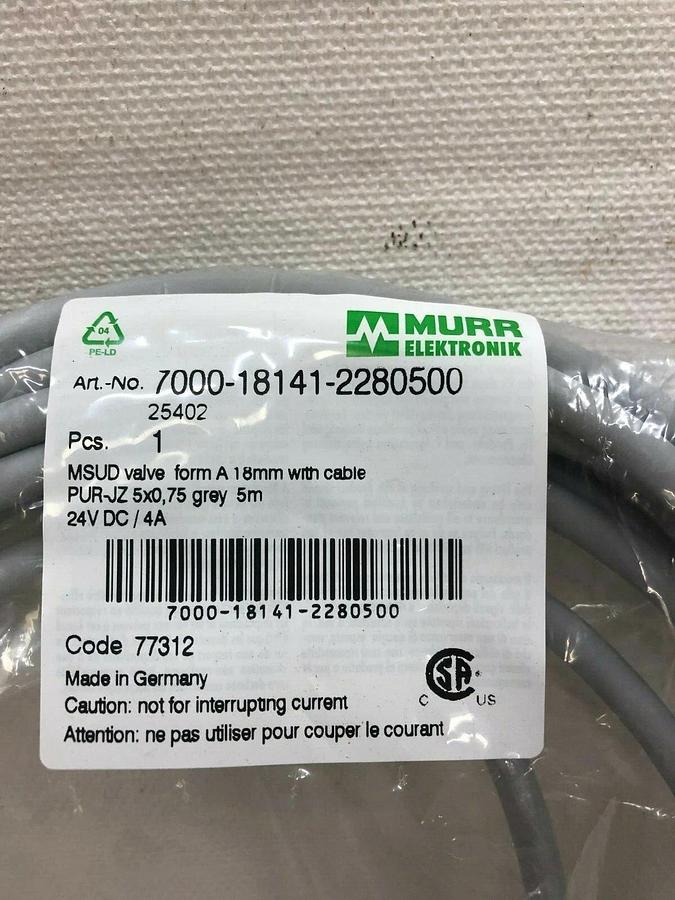 04
PE-LD
MURR
ELEKTRONIK
Art.-No. 7000-18141-2280500
25402
Pcs. 1
MSUD valve form A 18mm with cable
PUR-JZ 5x0,75 grey 5m
24V DC / 4A
7000-18141-2280500
Code 77312
Made in Germany
Caution: not for interrupting current
Attention: ne pas utiliser pour couper le courant
SA
C US